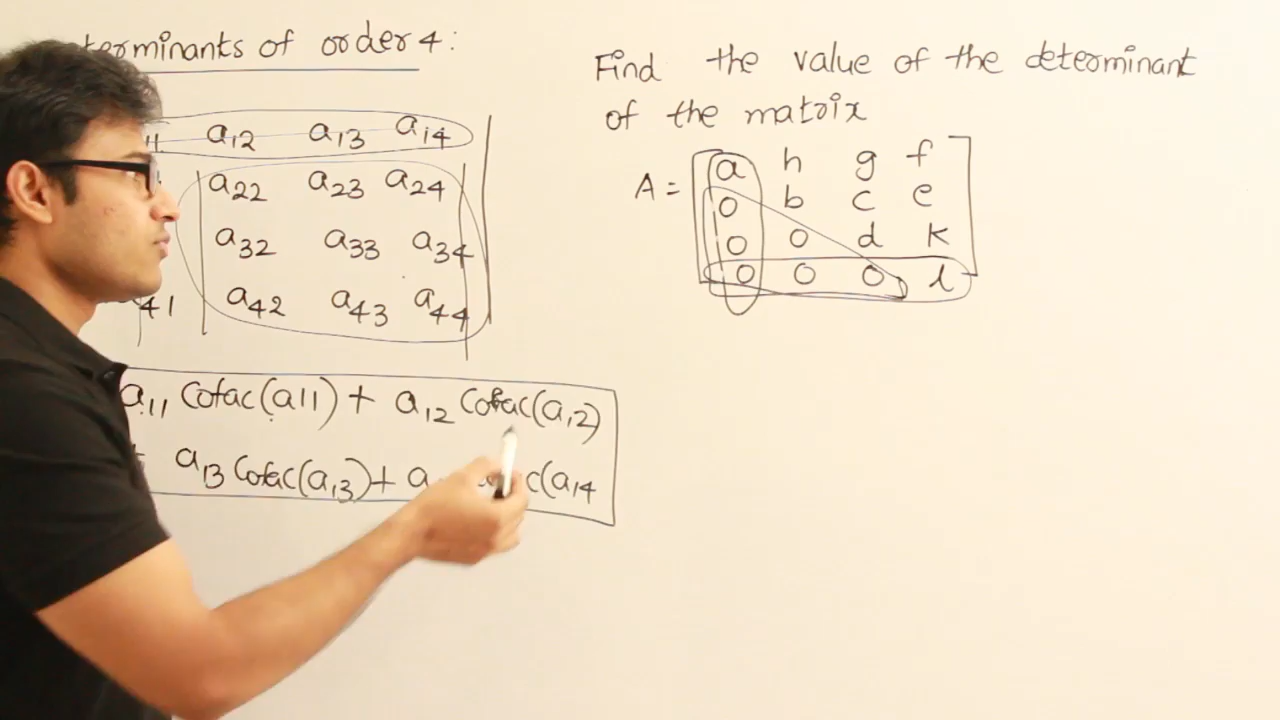 terminants of order 4:
a12 a13 a14
a22 a23 a24
a32 a33 a34
41 a42 a43 a44
a11 Cofac(a11) + a12 Cofac(a12)
+ a13 Cofac(a13) + a c(a14
Find the value of the determinant
of the matrix
A = a h g f
0 b c e
0 0 d k
0 0 0 l